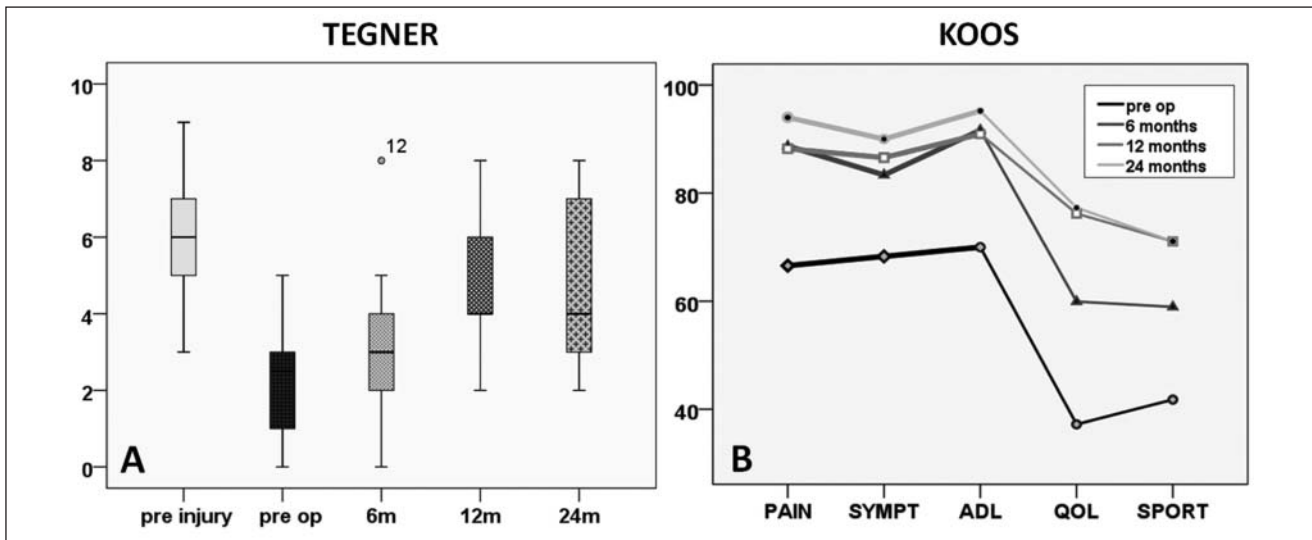 TEGNER
10
8
6
4
2
0
12
A
pre injury pre op 6m 12m 24m
KOOS
100
80
60
40
pre op
6 months
12 months
24 months
B
PAIN SYMPT ADL QOL SPORT